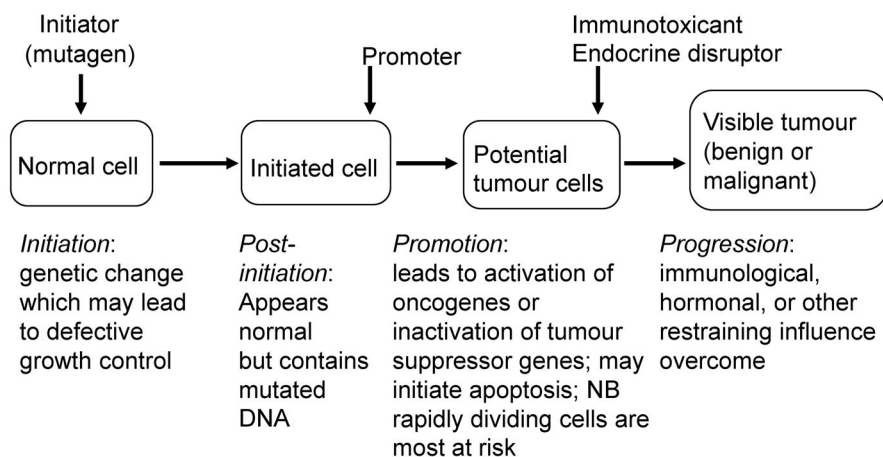 Initiator
(mutagen)
Promoter
Immunotoxicant
Endocrine disruptor
Normal cell
Initiated cell
Potential
tumour cells
Visible tumour
(benign or
malignant)
Initiation:
genetic change
which may lead
to defective
growth control
Post-
initiation:
Appears
normal
but contains
mutated
DNA
Promotion:
leads to activation of
oncogenes or
inactivation of tumour
suppressor genes; may
initiate apoptosis; NB
rapidly dividing cells are
most at risk
Progression:
immunological,
hormonal, or other
restraining influence
overcome